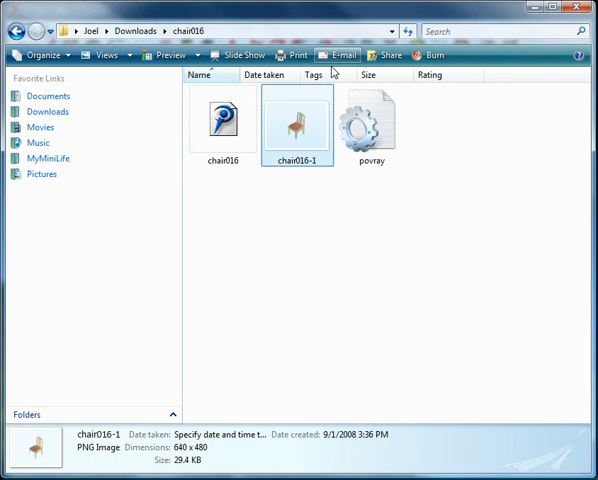 Joel ▸ Downloads ▸ chair016
Search
Organize Views Preview Slide Show Print E-mail Share Burn
Favorite Links
Documents
Downloads
Movies
Music
MyMiniLife
Pictures
Name Date taken Tags Size Rating
chair016 chair016-1 povray
Folders
chair016-1 Date taken: Specify date and time t... Date created: 9/1/2008 3:36 PM
PNG Image Dimensions: 640 x 480
Size: 29.4 KB